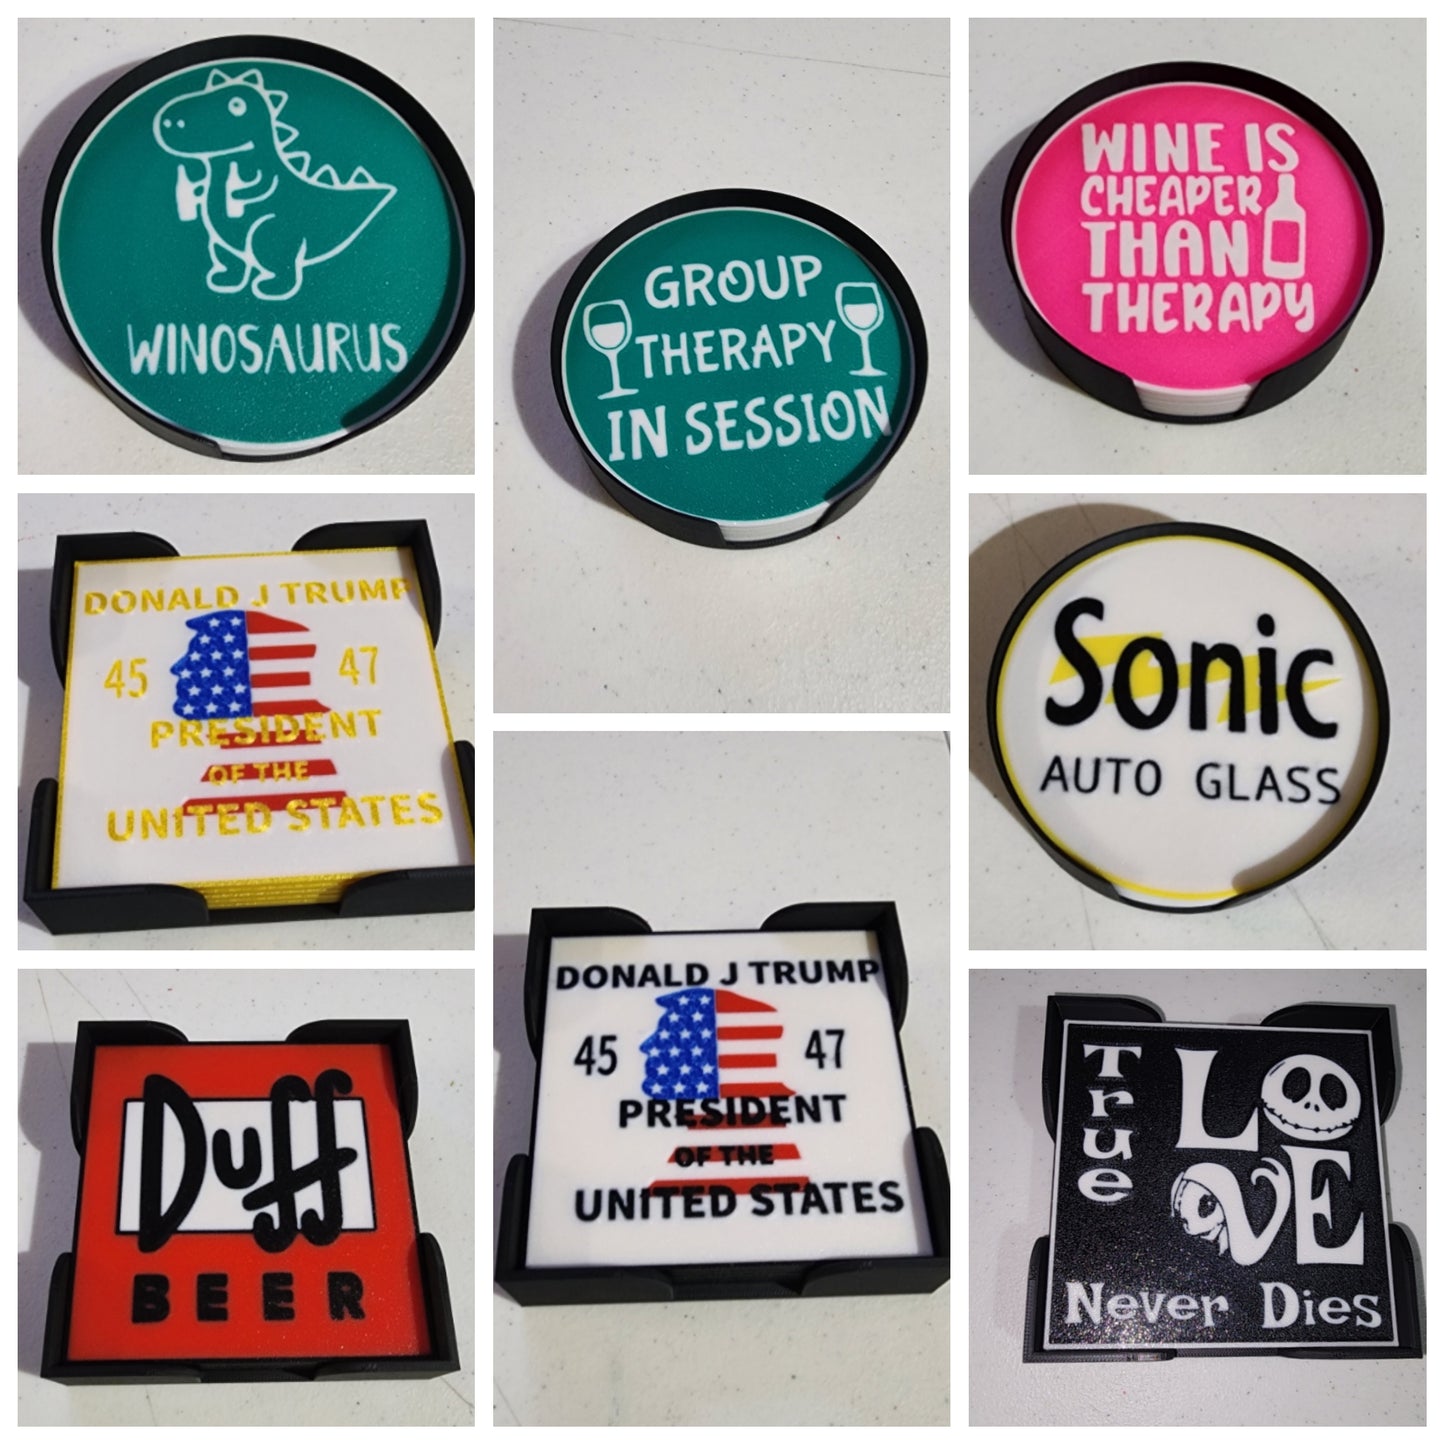 WINOSAURUS
GROUP
THERAPY
IN SESSION
WINE IS
CHEAPER
THAN
THERAPY
DONALD J TRUMP
45 47
PRESIDENT
OF THE
UNITED STATES
Sonic
AUTO GLASS
Duff
BEER
DONALD J TRUMP
45 47
PRESIDENT
OF THE
UNITED STATES
True
LOVE
Never Dies